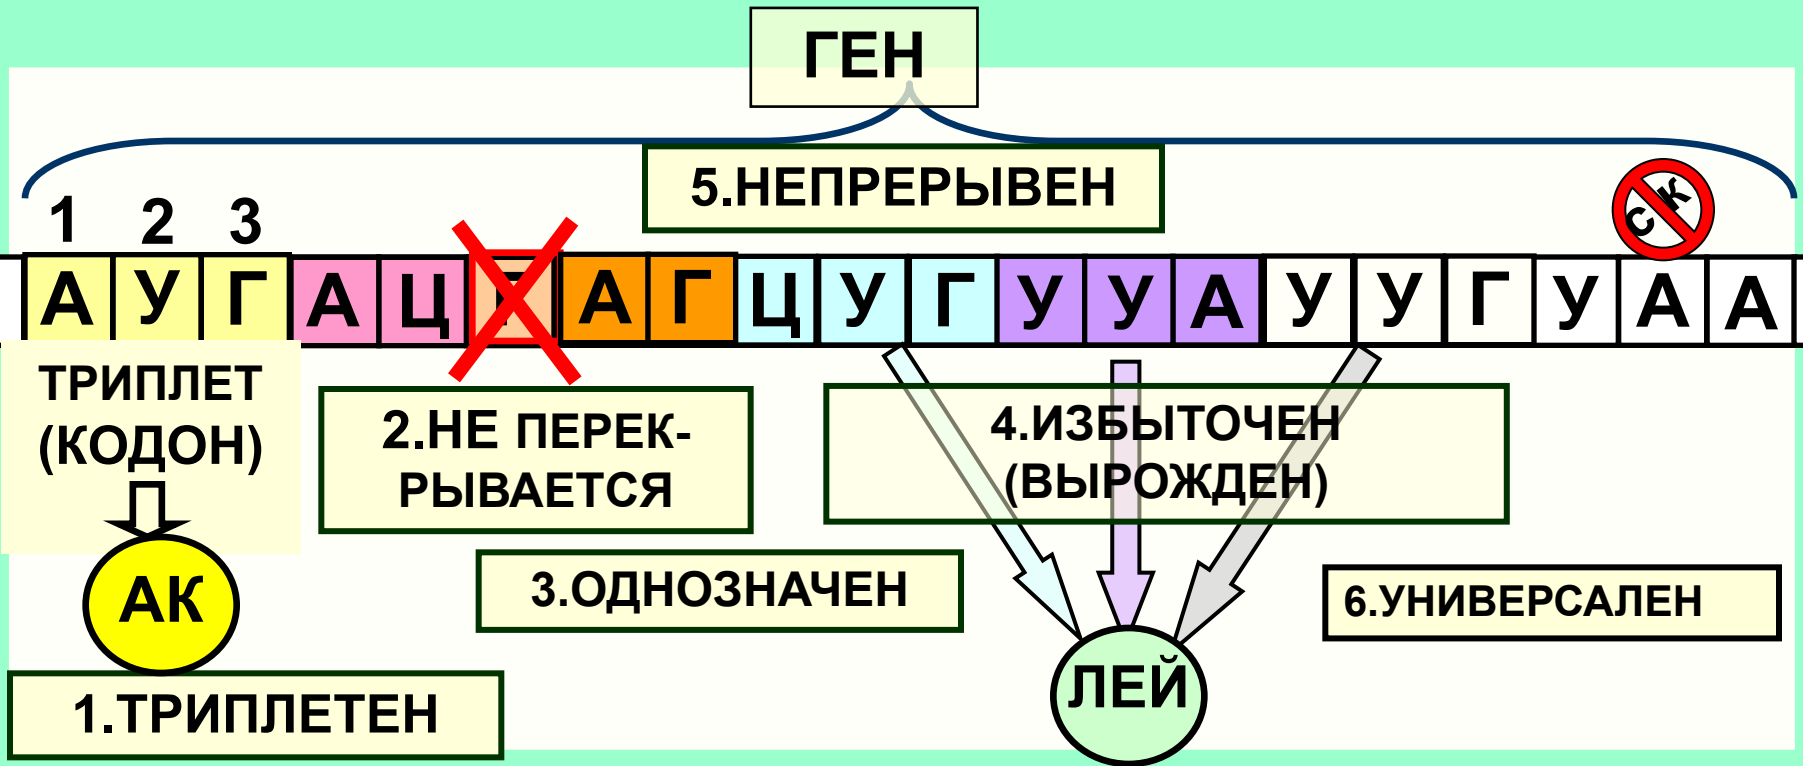 ГЕН
5.НЕПРЕРЫВЕН
1 2 3
С К
А У Г А Ц Г А Г Ц У Г У У А У У Г У А А
ТРИПЛЕТ
(КОДОН)
2.НЕ ПЕРЕК-
РЫВАЕТСЯ
4.ИЗБЫТОЧЕН
(ВЫРОЖДЕН)
АК
3.ОДНОЗНАЧЕН
6.УНИВЕРСАЛЕН
ЛЕЙ
1.ТРИПЛЕТЕН